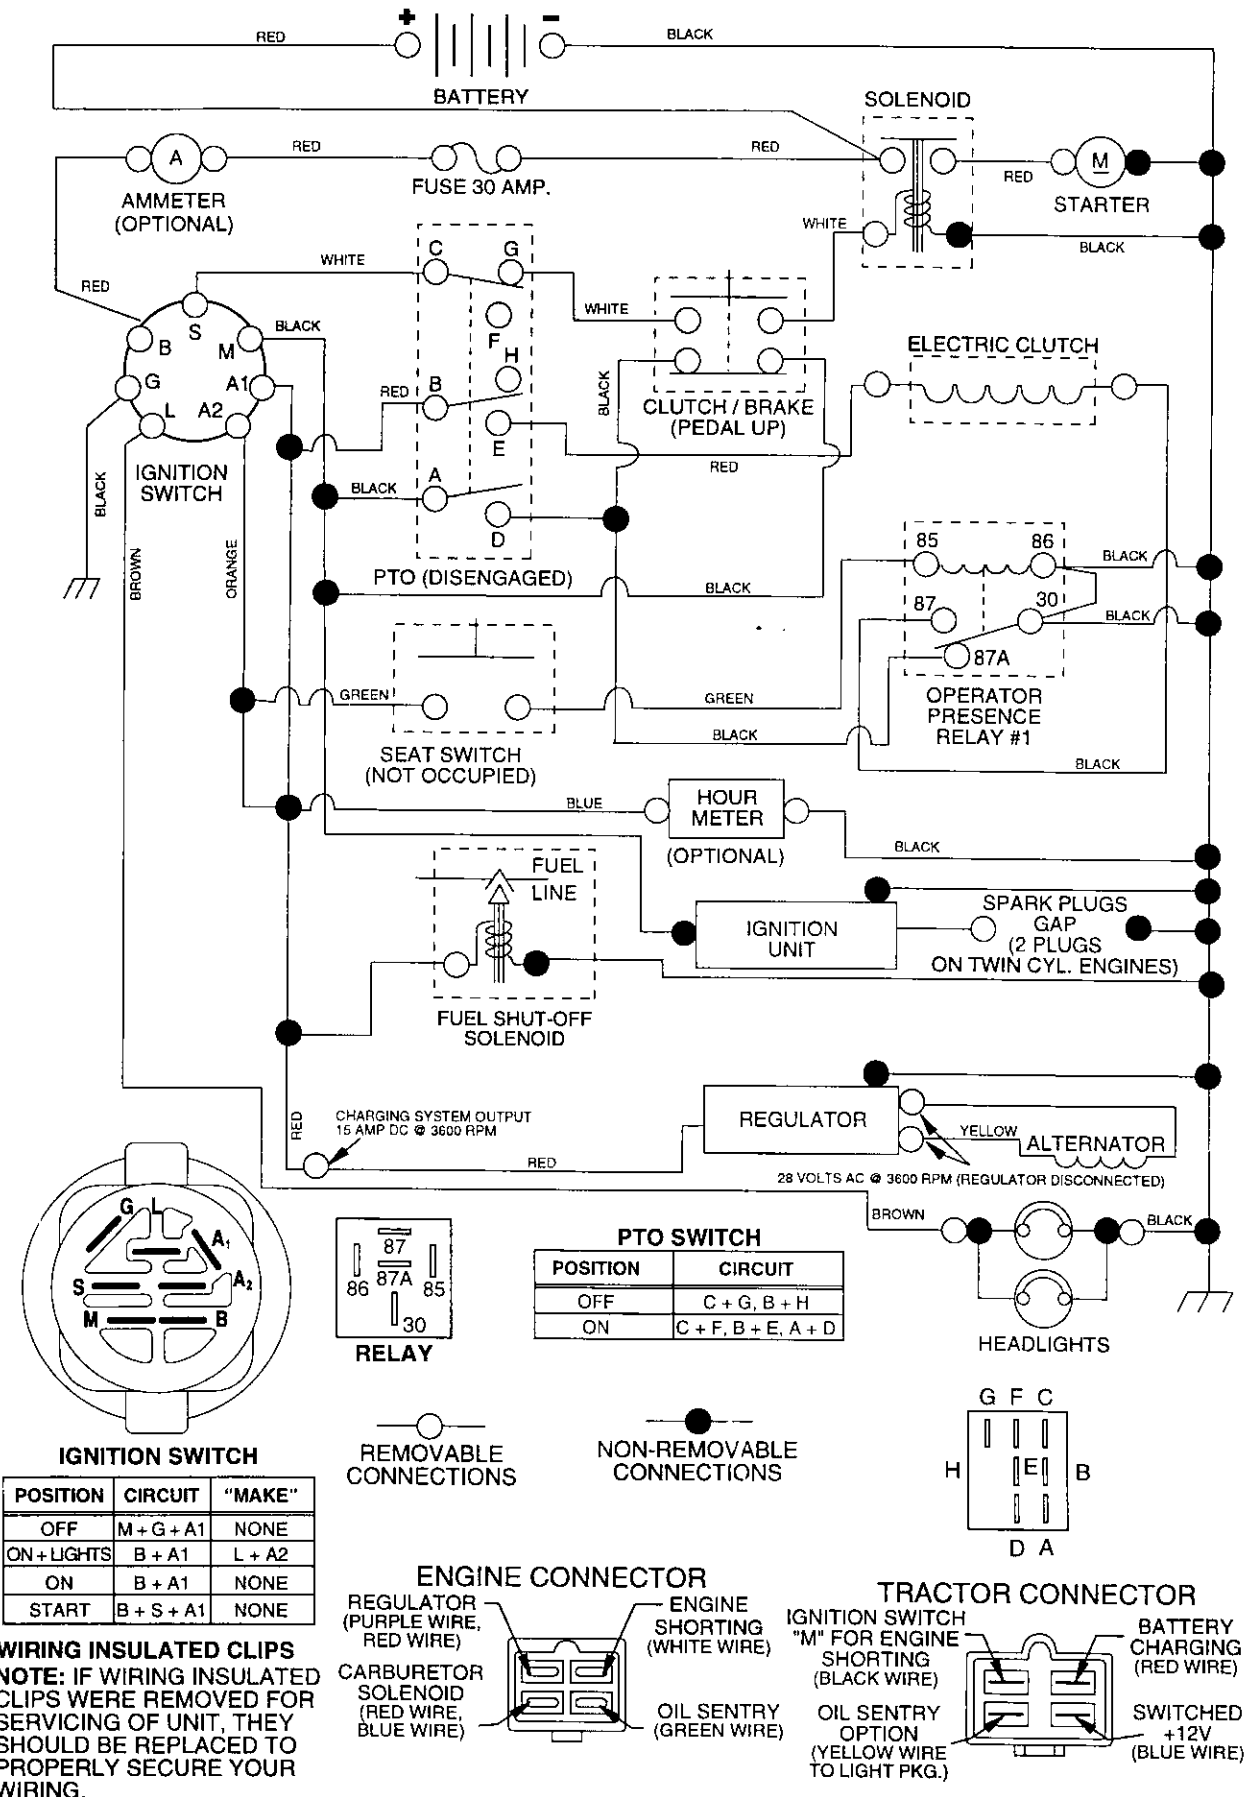 +
−
RED
BLACK
BATTERY
SOLENOID
RED
RED
A
M
RED
AMMETER
(OPTIONAL)
FUSE 30 AMP.
STARTER
WHITE
BLACK
WHITE
C
G
RED
WHITE
S
B
M
BLACK
F
H
ELECTRIC CLUTCH
G
A1
L
A2
RED
B
E
BLACK
CLUTCH / BRAKE
(PEDAL UP)
RED
IGNITION
SWITCH
BLACK
BLACK
A
D
BROWN
ORANGE
PTO (DISENGAGED)
BLACK
85
86
BLACK
87
30
BLACK
87A
GREEN
GREEN
OPERATOR
PRESENCE
RELAY #1
BLACK
SEAT SWITCH
(NOT OCCUPIED)
BLACK
BLUE
HOUR
METER
(OPTIONAL)
BLACK
FUEL
LINE
IGNITION
UNIT
SPARK PLUGS
GAP
(2 PLUGS
ON TWIN CYL. ENGINES)
FUEL SHUT-OFF
SOLENOID
RED
CHARGING SYSTEM OUTPUT
15 AMP DC @ 3600 RPM
REGULATOR
YELLOW
ALTERNATOR
RED
28 VOLTS AC @ 3600 RPM (REGULATOR DISCONNECTED)
BROWN
BLACK
HEADLIGHTS
G
L
A1
S
A2
M
B
IGNITION SWITCH
87
86
87A
85
30
RELAY
PTO SWITCH
POSITION CIRCUIT
OFF C + G, B + H
ON C + F, B + E, A + D
REMOVABLE
CONNECTIONS
NON-REMOVABLE
CONNECTIONS
G F C
H E B
D A
POSITION CIRCUIT "MAKE"
OFF M + G + A1 NONE
ON + LIGHTS B + A1 L + A2
ON B + A1 NONE
START B + S + A1 NONE
WIRING INSULATED CLIPS
NOTE: IF WIRING INSULATED
CLIPS WERE REMOVED FOR
SERVICING OF UNIT, THEY
SHOULD BE REPLACED TO
PROPERLY SECURE YOUR
WIRING.
ENGINE CONNECTOR
REGULATOR
(PURPLE WIRE,
RED WIRE)
ENGINE
SHORTING
(WHITE WIRE)
CARBURETOR
SOLENOID
(RED WIRE,
BLUE WIRE)
OIL SENTRY
(GREEN WIRE)
TRACTOR CONNECTOR
IGNITION SWITCH
"M" FOR ENGINE
SHORTING
(BLACK WIRE)
BATTERY
CHARGING
(RED WIRE)
OIL SENTRY
OPTION
(YELLOW WIRE
TO LIGHT PKG.)
SWITCHED
+12V
(BLUE WIRE)